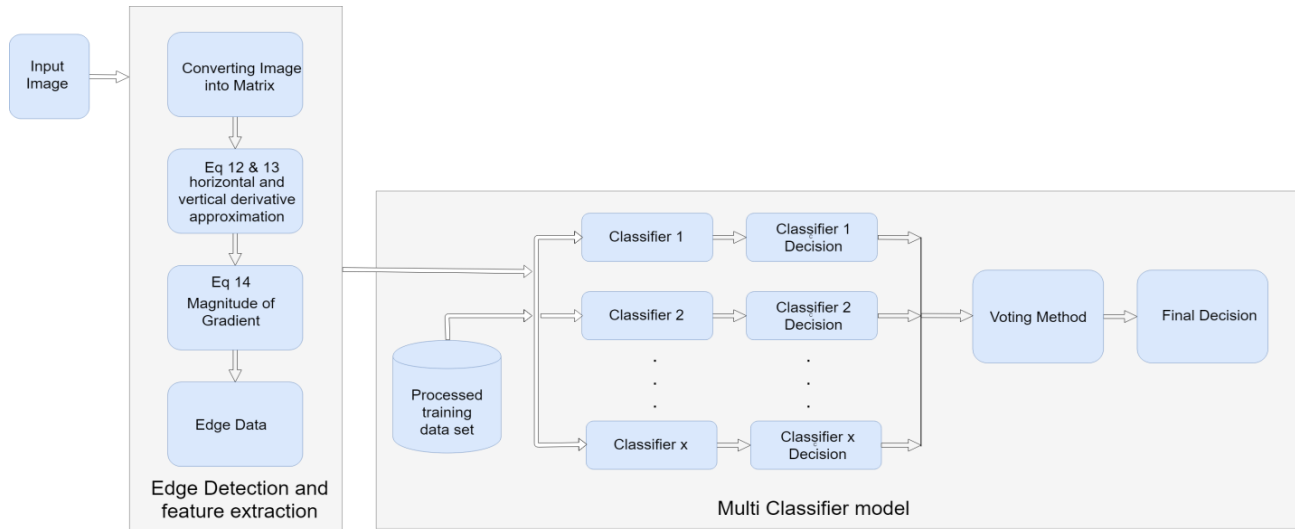 Input
Image
Converting Image
into Matrix
Eq 12 & 13
horizontal and
vertical derivative
approximation
Eq 14
Magnitude of
Gradient
Edge Data
Edge Detection and
feature extraction
Processed
training
data set
Classifier 1
Classifier 1
Decision
Classifier 2
Classifier 2
Decision
Classifier x
Classifier x
Decision
Voting Method
Final Decision
Multi Classifier model